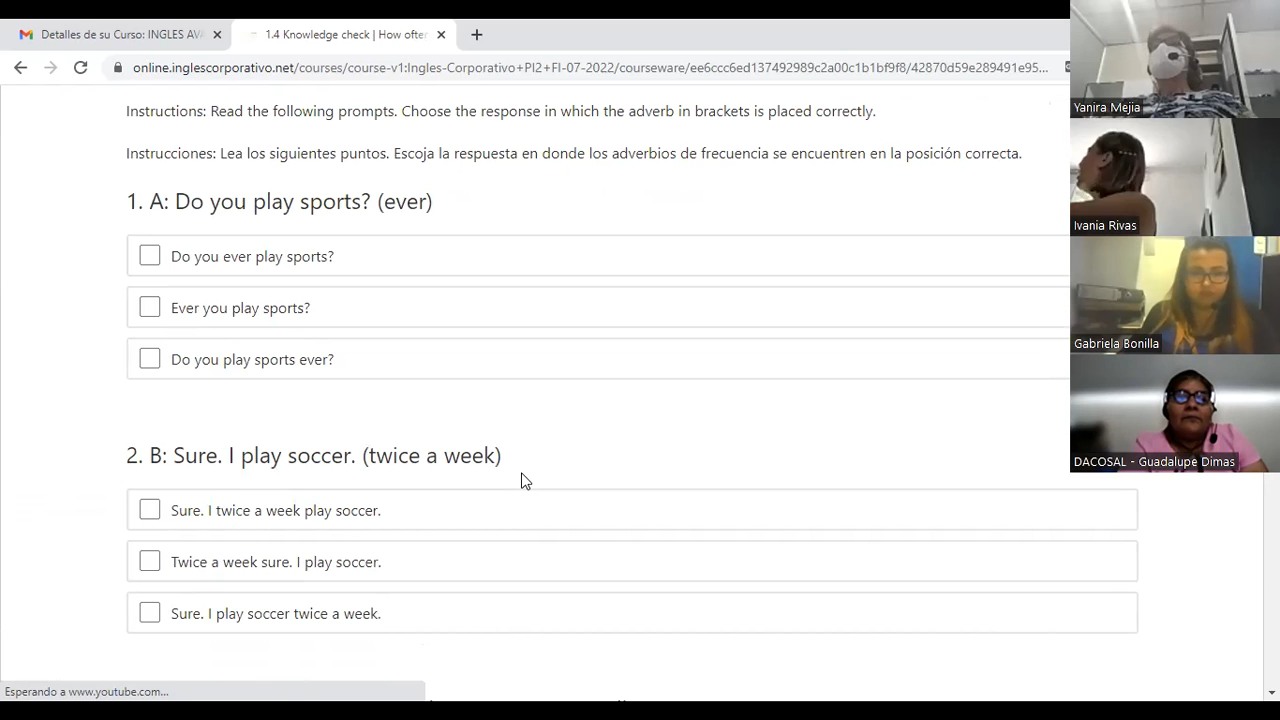 Detalles de su Curso: INGLES AVA
1.4 Knowledge check | How ofter
online.inglescorporativo.net/courses/course-v1:Ingles-Corporativo+PI2+FI-07-2022/courseware/ee6ccc6ed137492989c2a00c1b1bf9f8/42870d59e289491e95...
Instructions: Read the following prompts. Choose the response in which the adverb in brackets is placed correctly.
Instrucciones: Lea los siguientes puntos. Escoja la respuesta en donde los adverbios de frecuencia se encuentren en la posición correcta.
1. A: Do you play sports? (ever)
Do you ever play sports?
Ever you play sports?
Do you play sports ever?
2. B: Sure. I play soccer. (twice a week)
Sure. I twice a week play soccer.
Twice a week sure. I play soccer.
Sure. I play soccer twice a week.
Esperando a www.youtube.com...
Yanira Mejia
Ivania Rivas
Gabriela Bonilla
DACOSAL - Guadalupe Dimas